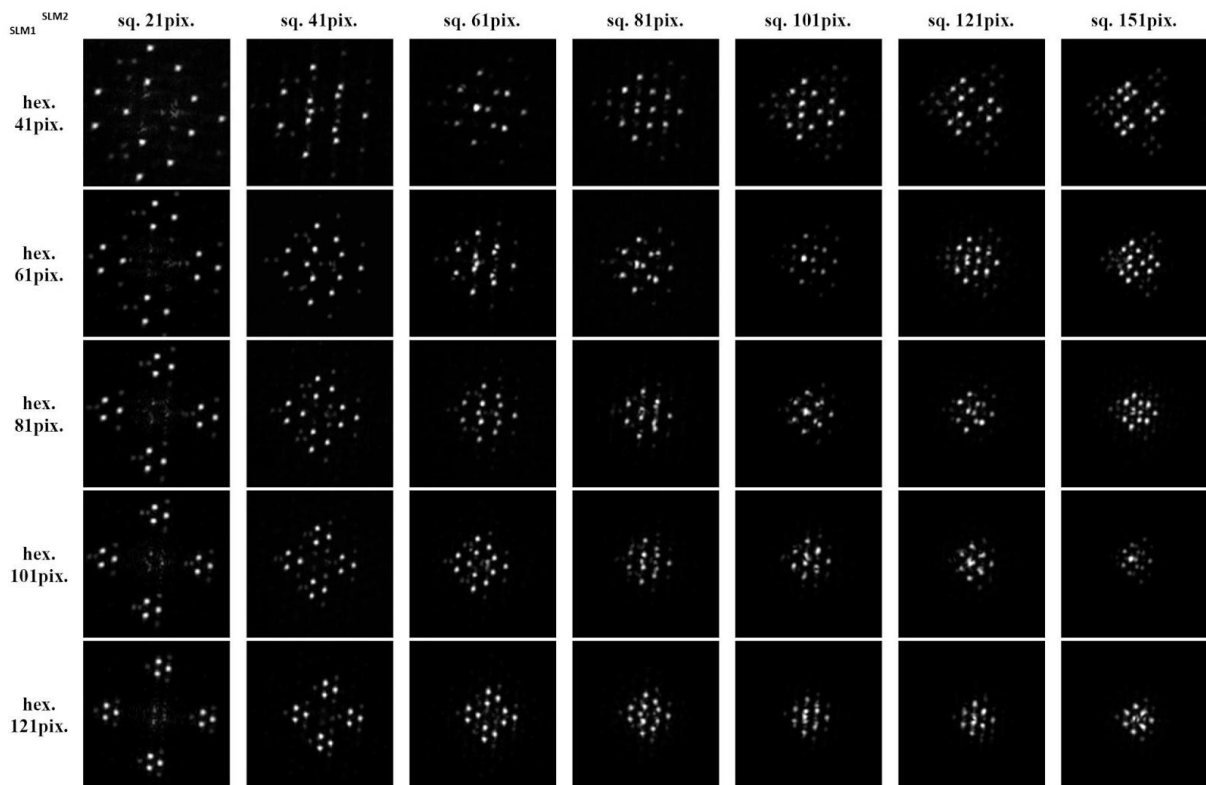 SLM2
SLM1
sq. 21pix. sq. 41pix. sq. 61pix. sq. 81pix. sq. 101pix. sq. 121pix. sq. 151pix.
hex.
41pix.
hex.
61pix.
hex.
81pix.
hex.
101pix.
hex.
121pix.